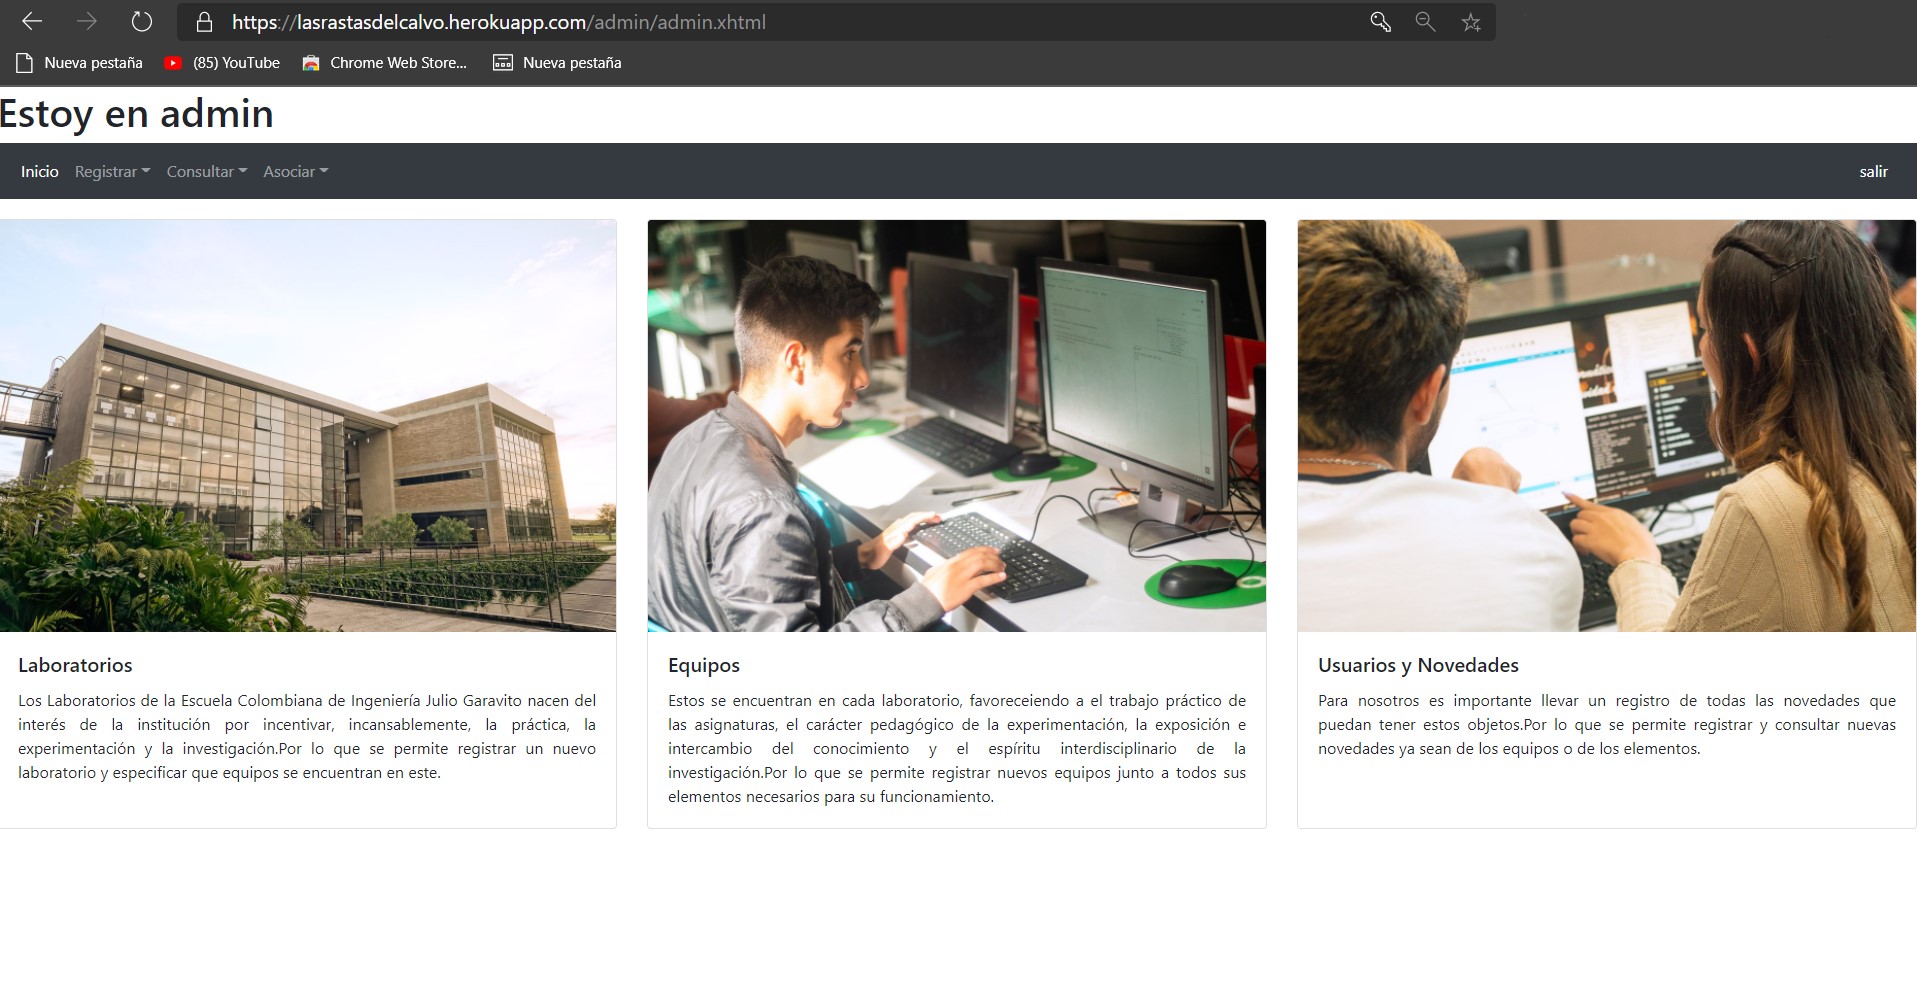 https://lasrastasdelcalvo.herokuapp.com/admin/admin.xhtml
Nueva pestaña (85) YouTube Chrome Web Store... Nueva pestaña
Estoy en admin
Inicio Registrar Consultar Asociar salir
Laboratorios
Los Laboratorios de la Escuela Colombiana de Ingeniería Julio Garavito nacen del
interés de la institución por incentivar, incansablemente, la práctica, la
experimentación y la investigación.Por lo que se permite registrar un nuevo
laboratorio y especificar que equipos se encuentran en este.
Equipos
Estos se encuentran en cada laboratorio, favoreceiendo a el trabajo práctico de
las asignaturas, el carácter pedagógico de la experimentación, la exposición e
intercambio del conocimiento y el espíritu interdisciplinario de la
investigación.Por lo que se permite registrar nuevos equipos junto a todos sus
elementos necesarios para su funcionamiento.
Usuarios y Novedades
Para nosotros es importante llevar un registro de todas las novedades que
puedan tener estos objetos.Por lo que se permite registrar y consultar nuevas
novedades ya sean de los equipos o de los elementos.